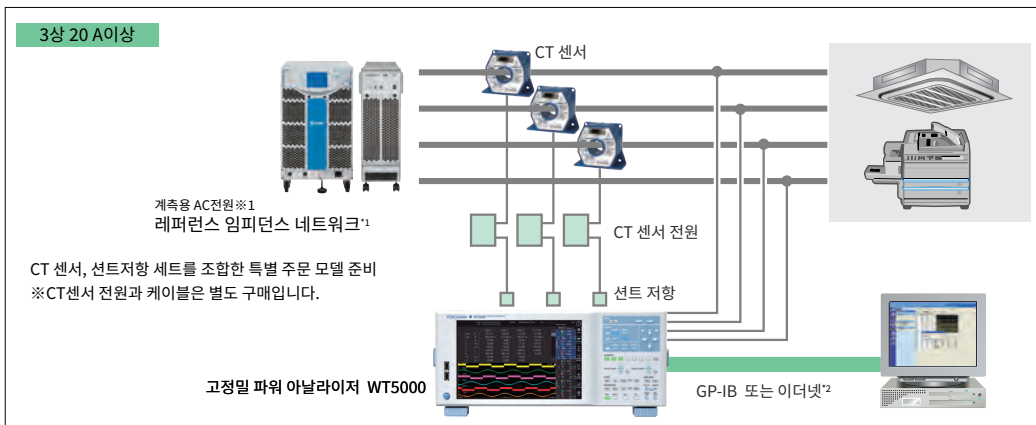 3상 20 A이상
CT 센서
계측용 AC전원※1
레퍼런스 임피던스 네트워크*1
CT 센서 전원
CT 센서, 션트저항 세트를 조합한 특별 주문 모델 준비
※CT센서 전원과 케이블은 별도 구매입니다.
션트 저항
YOKOGAWA
고정밀 파워 아날라이저 WT5000
GP-IB 또는 이더넷*2